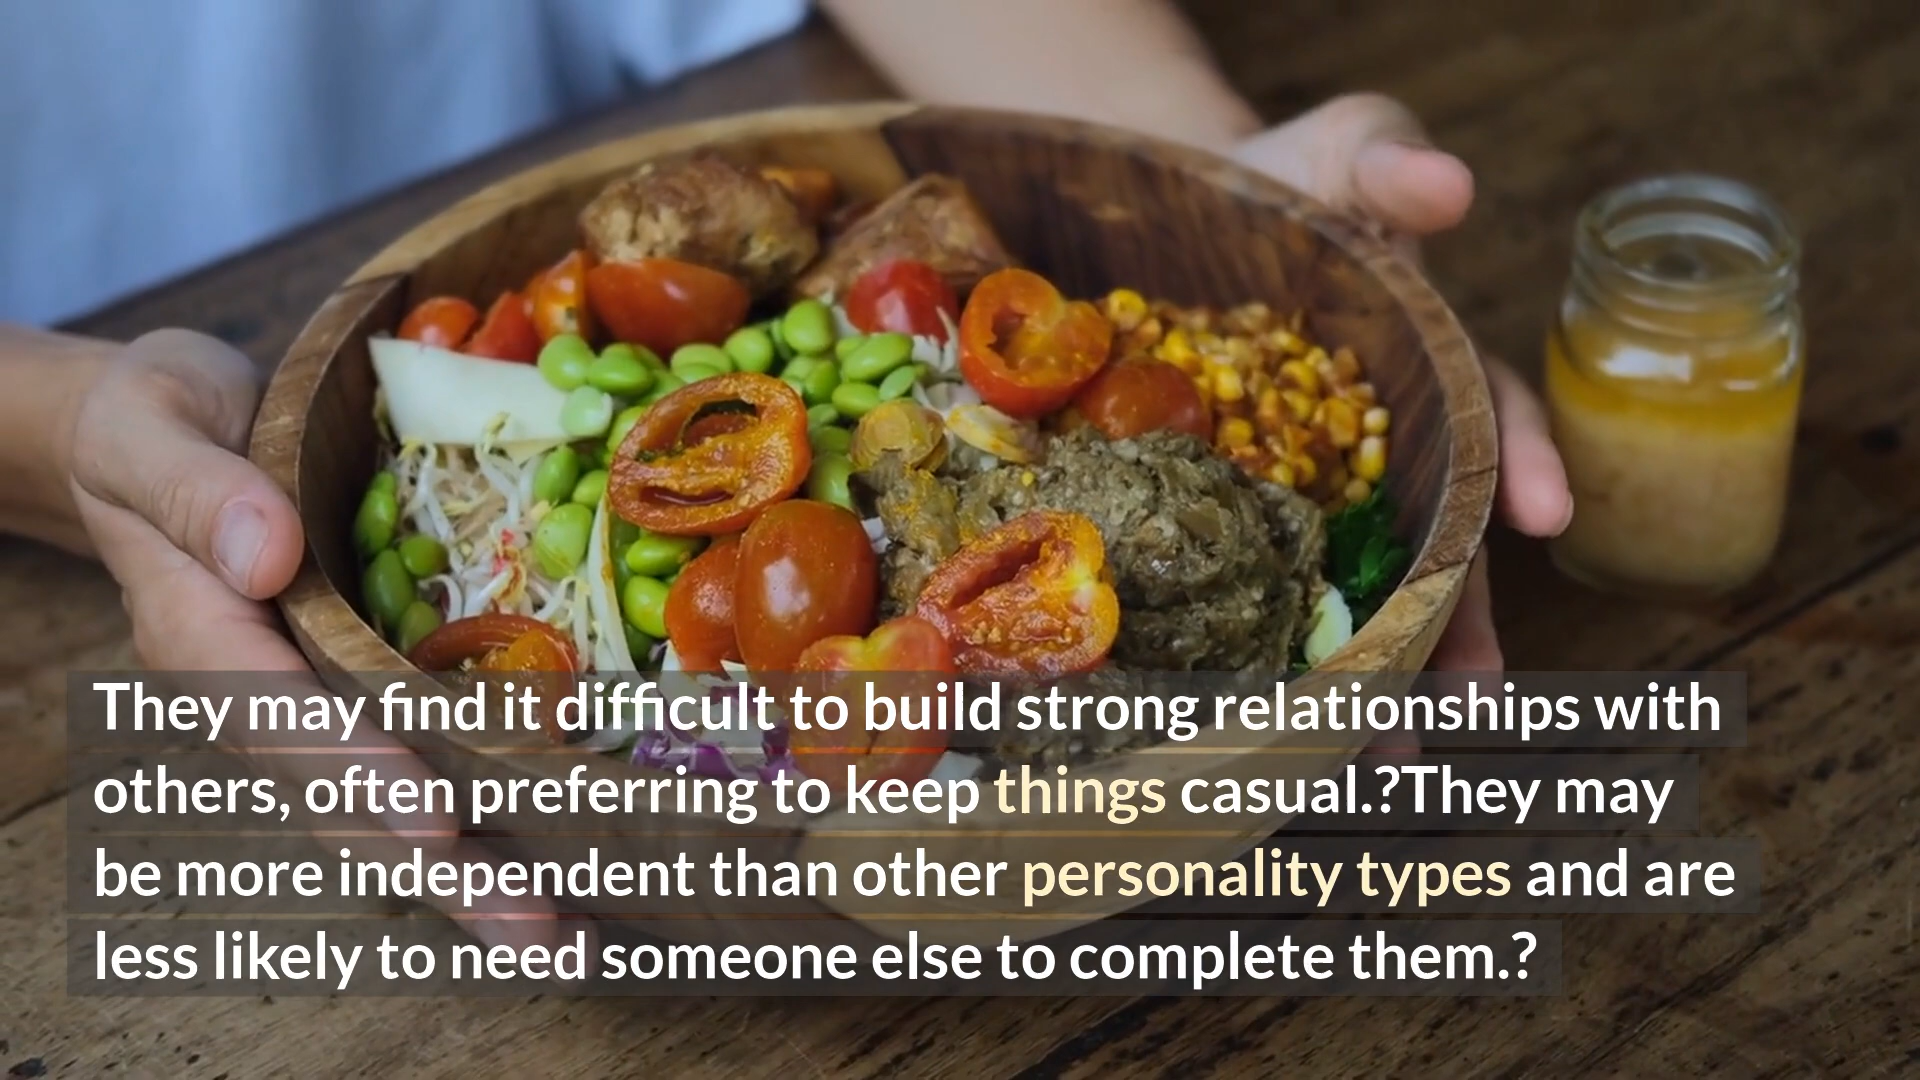 They may find it difficult to build strong relationships with
others, often preferring to keep things casual.?They may
be more independent than other personality types and are
less likely to need someone else to complete them.?